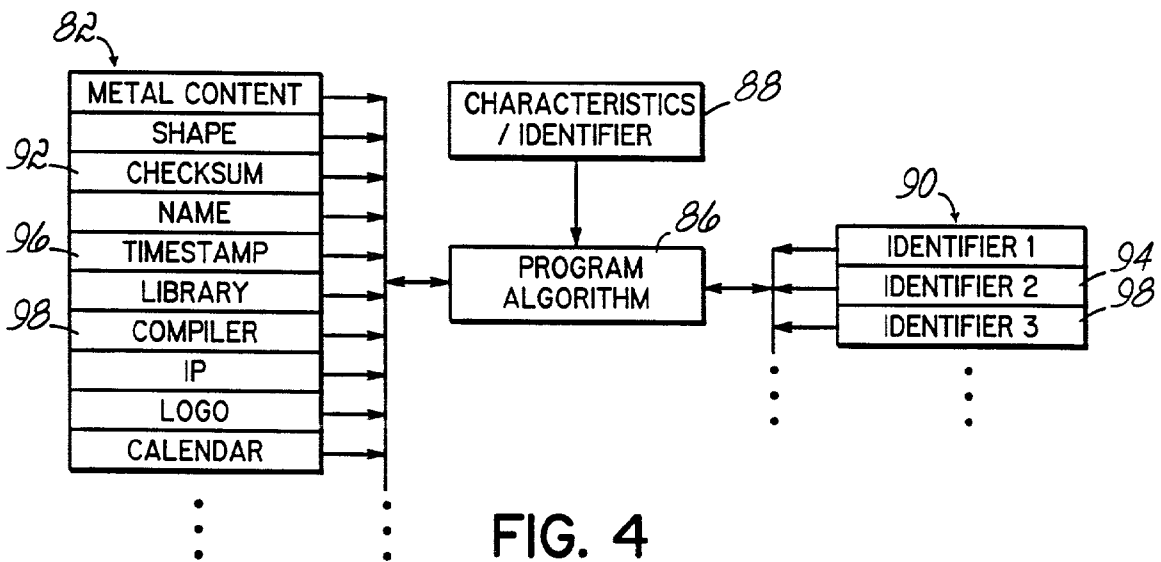 82
METAL CONTENT
SHAPE
92
CHECKSUM
NAME
96
TIMESTAMP
LIBRARY
98
COMPILER
IP
LOGO
CALENDAR
CHARACTERISTICS
/ IDENTIFIER
88
86
PROGRAM
ALGORITHM
90
IDENTIFIER 1
IDENTIFIER 2
94
IDENTIFIER 3
98
FIG. 4